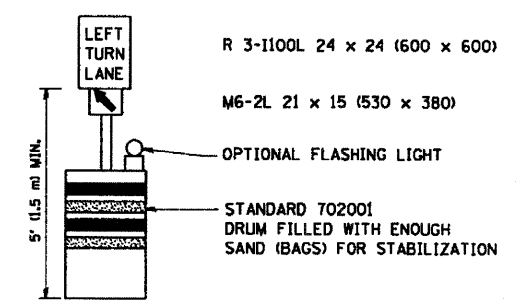 LEFT
TURN
LANE
R 3-I100L 24 x 24 (600 x 600)
M6-2L 21 x 15 (530 x 380)
OPTIONAL FLASHING LIGHT
5' (1.5 m) MIN.
STANDARD 702001
DRUM FILLED WITH ENOUGH
SAND (BAGS) FOR STABILIZATION